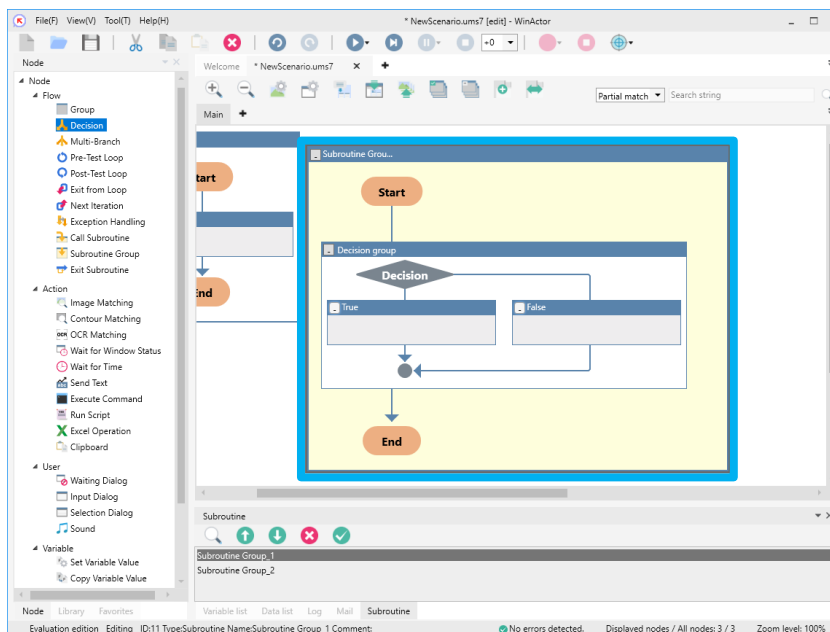 File(F) View(V) Tool(T) Help(H)
* NewScenario.ums7 [edit] - WinActor
+0
Node
Welcome * NewScenario.ums7
Node
Flow
Group
Decision
Multi-Branch
Pre-Test Loop
Post-Test Loop
Exit from Loop
Next Iteration
Exception Handling
Call Subroutine
Subroutine Group
Exit Subroutine
Action
Image Matching
Contour Matching
OCR OCR Matching
Wait for Window Status
Wait for Time
Send Text
Execute Command
Run Script
Excel Operation
Clipboard
User
Waiting Dialog
Input Dialog
Selection Dialog
Sound
Variable
Set Variable Value
Copy Variable Value
Node Library Favorites
Partial match Search string
Main
tart
End
Subroutine Grou...
Start
Decision group
Decision
True
False
End
Subroutine
Subroutine Group_1
Subroutine Group_2
Variable list Data list Log Mail Subroutine
Evaluation edition Editing ID:11 Type:Subroutine Name:Subroutine Group_1 Comment: No errors detected. Displayed nodes / All nodes: 3 / 3 Zoom level: 100%